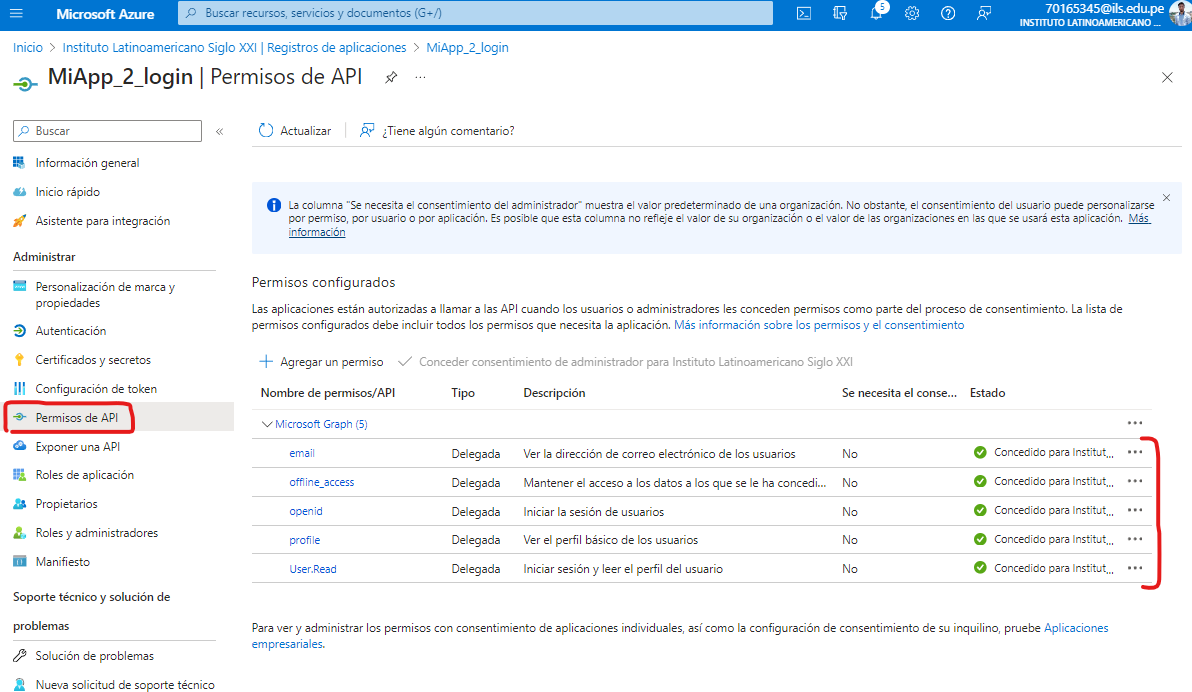 Microsoft Azure
Buscar recursos, servicios y documentos (G+/)
5
70165345@ils.edu.pe
INSTITUTO LATINOAMERICANO ...
Inicio > Instituto Latinoamericano Siglo XXI | Registros de aplicaciones > MiApp_2_login
MiApp_2_login | Permisos de API
Buscar
Información general
Inicio rápido
Asistente para integración
Administrar
Personalización de marca y
propiedades
Autenticación
Certificados y secretos
Configuración de token
Permisos de API
Exponer una API
Roles de aplicación
Propietarios
Roles y administradores
Manifiesto
Soporte técnico y solución de
problemas
Solución de problemas
Nueva solicitud de soporte técnico
Actualizar
¿Tiene algún comentario?
La columna "Se necesita el consentimiento del administrador" muestra el valor predeterminado de una organización. No obstante, el consentimiento del usuario puede personalizarse
por permiso, por usuario o por aplicación. Es posible que esta columna no refleje el valor de su organización o el valor de las organizaciones en las que se usará esta aplicación. Más
información
Permisos configurados
Las aplicaciones están autorizadas a llamar a las API cuando los usuarios o administradores les conceden permisos como parte del proceso de consentimiento. La lista de
permisos configurados debe incluir todos los permisos que necesita la aplicación. Más información sobre los permisos y el consentimiento
Agregar un permiso
Conceder consentimiento de administrador para Instituto Latinoamericano Siglo XXI
Nombre de permisos/API Tipo Descripción Se necesita el conse... Estado
Microsoft Graph (5)
email Delegada Ver la dirección de correo electrónico de los usuarios No Concedido para Institut...
offline_access Delegada Mantener el acceso a los datos a los que se le ha concedi... No Concedido para Institut...
openid Delegada Iniciar la sesión de usuarios No Concedido para Institut...
profile Delegada Ver el perfil básico de los usuarios No Concedido para Institut...
User.Read Delegada Iniciar sesión y leer el perfil del usuario No Concedido para Institut...
Para ver y administrar los permisos con consentimiento de aplicaciones individuales, así como la configuración de consentimiento de su inquilino, pruebe Aplicaciones
empresariales.